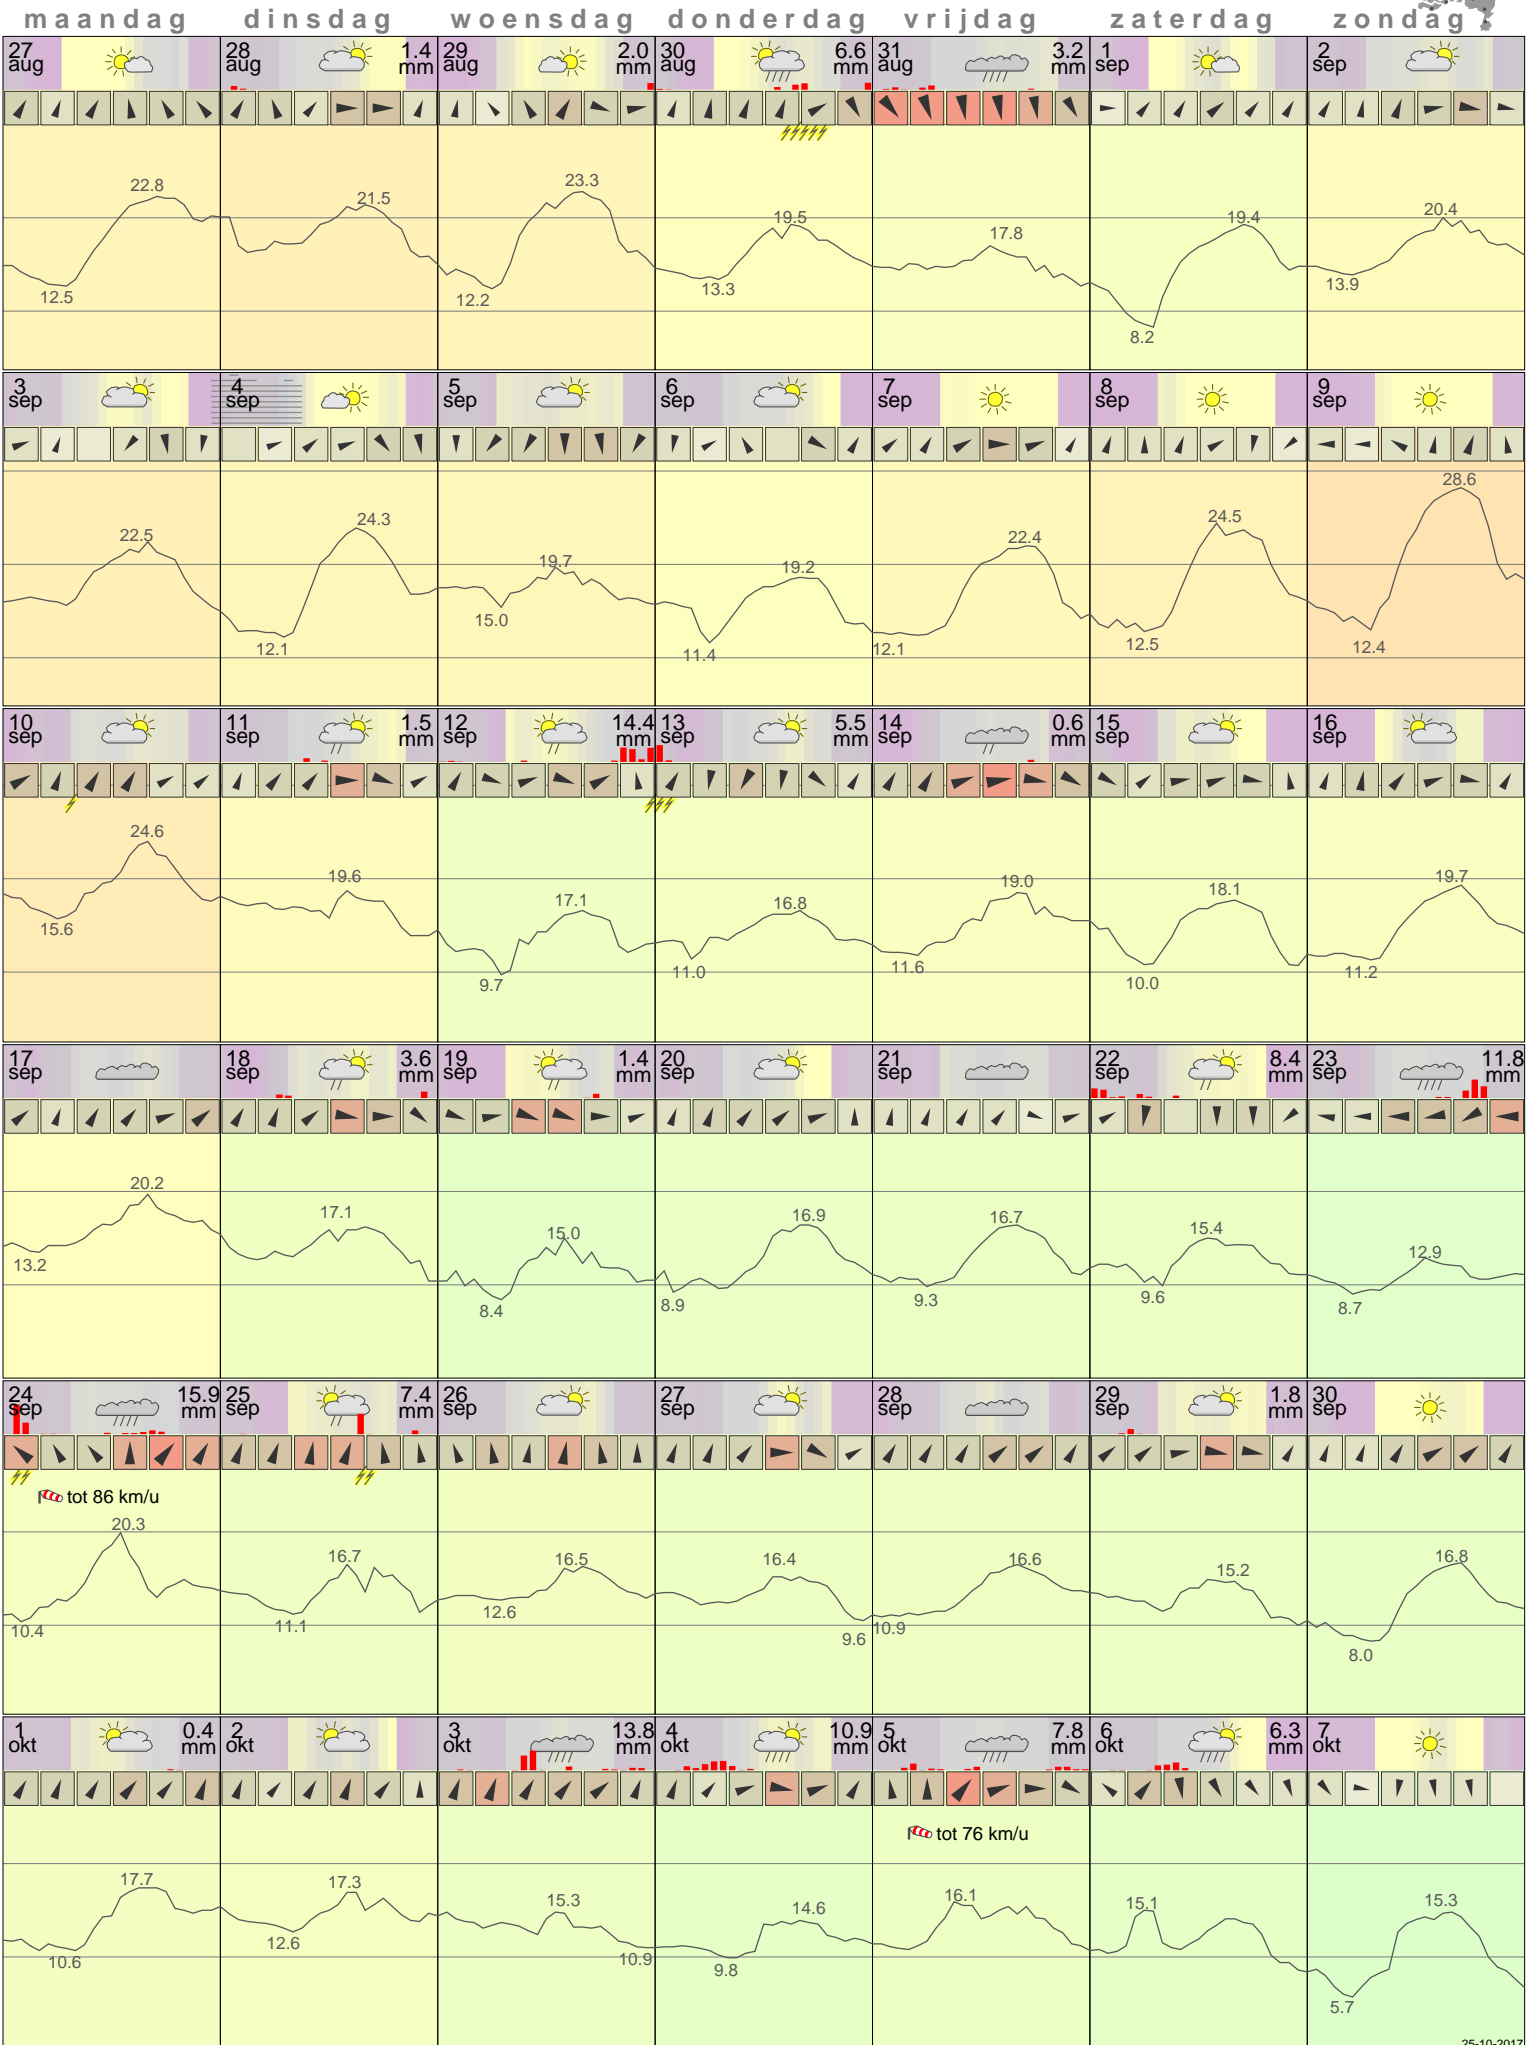 maandag dinsdag woensdag donderdag vrijdag zaterdag zondag
27 aug
28 aug 1.4 mm
29 aug 2.0 mm
30 aug 6.6 mm
31 aug 3.2 mm
1 sep
2 sep
22.8 21.5 23.3 19.5 17.8 19.4 20.4
12.5 12.2 13.3 8.2 13.9
3 sep
4 sep
5 sep
6 sep
7 sep
8 sep
9 sep
22.5 24.3 19.7 19.2 22.4 24.5 28.6
12.1 15.0 11.4 12.1 12.5 12.4
10 sep
11 sep 1.5 mm
12 sep 14.4 mm
13 sep 5.5 mm
14 sep 0.6 mm
15 sep
16 sep
24.6 19.6 17.1 16.8 19.0 18.1 19.7
15.6 9.7 11.0 11.6 10.0 11.2
17 sep
18 sep 3.6 mm
19 sep 1.4 mm
20 sep
21 sep
22 sep 8.4 mm
23 sep 11.8 mm
20.2 17.1 15.0 16.9 16.7 15.4 12.9
13.2 8.4 8.9 9.3 9.6 8.7
24 sep 15.9 mm
25 sep 7.4 mm
26 sep
27 sep
28 sep
29 sep 1.8 mm
30 sep
tot 86 km/u
20.3 16.7 16.5 16.4 16.6 15.2 16.8
10.4 11.1 12.6 9.6 10.9 8.0
1 okt 0.4 mm
2 okt
3 okt 13.8 mm
4 okt 10.9 mm
5 okt 7.8 mm
6 okt 6.3 mm
7 okt
tot 76 km/u
17.7 17.3 15.3 14.6 16.1 15.1 15.3
10.6 12.6 10.9 9.8 5.7
25-10-2017